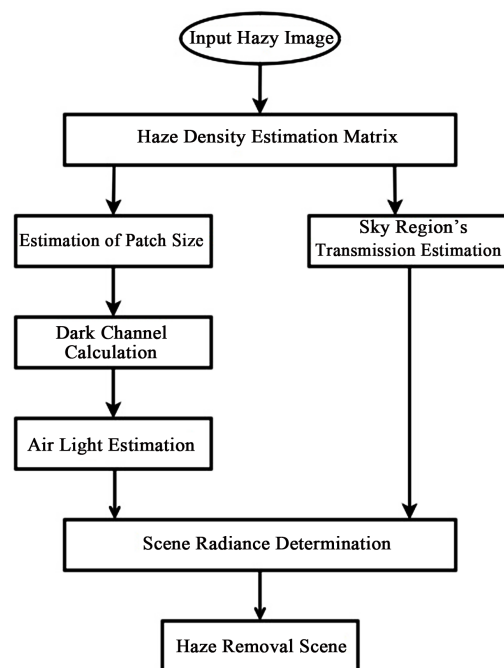 Input Hazy Image
Haze Density Estimation Matrix
Estimation of Patch Size
Sky Region's
Transmission Estimation
Dark Channel
Calculation
Air Light Estimation
Scene Radiance Determination
Haze Removal Scene